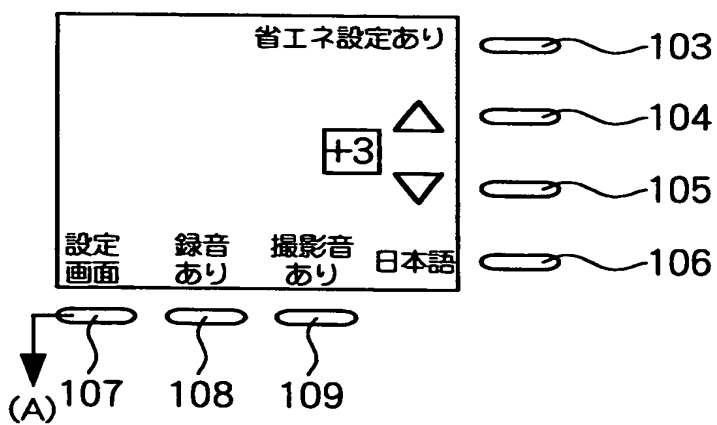 省エネ設定あり
103
104
+3
105
設定
画面
録音
あり
撮影音
あり
日本語
106
(A)
107
108
109